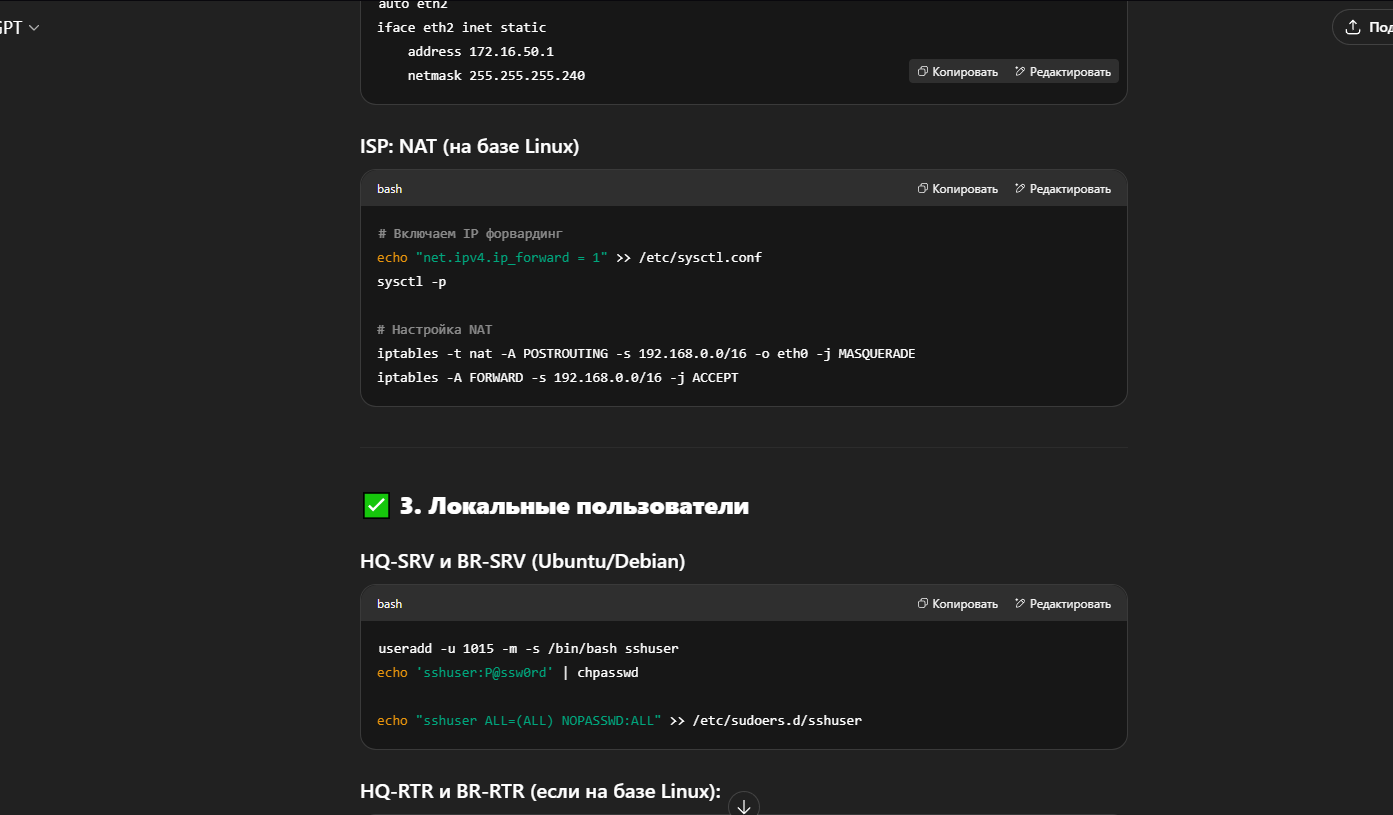 auto eth2
GPT
Под
iface eth2 inet static
address 172.16.50.1
netmask 255.255.255.240
Копировать Редактировать
ISP: NAT (на базе Linux)
bash Копировать Редактировать
# Включаем IP форвардинг
echo "net.ipv4.ip_forward = 1" >> /etc/sysctl.conf
sysctl -p
# Настройка NAT
iptables -t nat -A POSTROUTING -s 192.168.0.0/16 -o eth0 -j MASQUERADE
iptables -A FORWARD -s 192.168.0.0/16 -j ACCEPT
3. Локальные пользователи
HQ-SRV и BR-SRV (Ubuntu/Debian)
bash Копировать Редактировать
useradd -u 1015 -m -s /bin/bash sshuser
echo 'sshuser:P@ssw0rd' | chpasswd
echo "sshuser ALL=(ALL) NOPASSWD:ALL" >> /etc/sudoers.d/sshuser
HQ-RTR и BR-RTR (если на базе Linux):